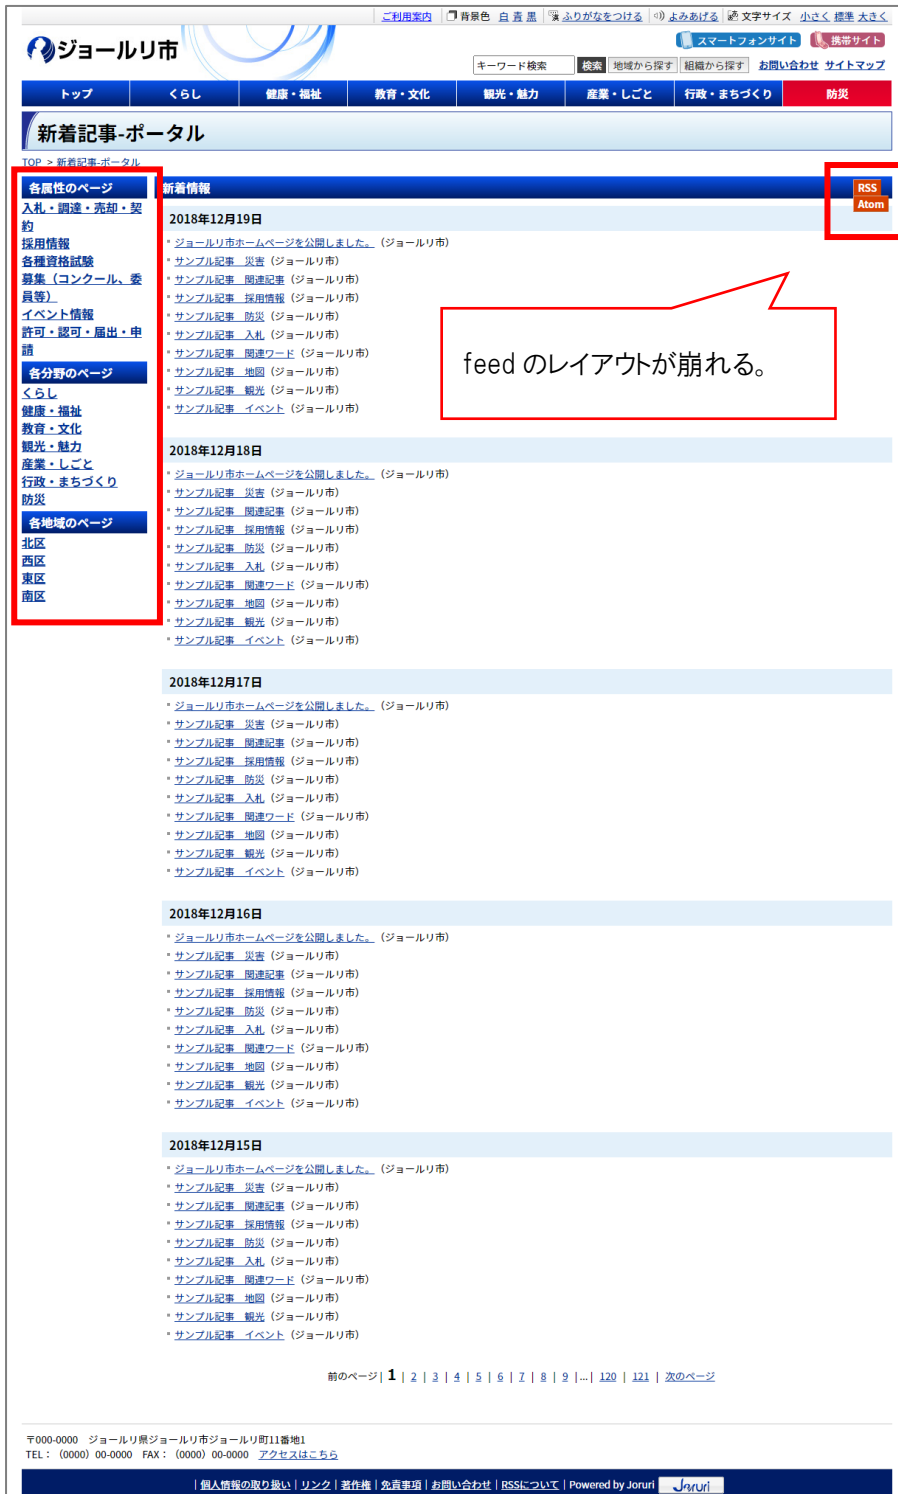 ご利用案内 背景色 白 青 黒 ふりがなをつける よみあげる 文字サイズ 小さく 標準 大きく
ジョールリ市
スマートフォンサイト 携帯サイト
キーワード検索 検索 地域から探す 組織から探す お問い合わせ サイトマップ
トップ くらし 健康・福祉 教育・文化 観光・魅力 産業・しごと 行政・まちづくり 防災
新着記事-ポータル
TOP > 新着記事-ポータル
各属性のページ
入札・調達・売却・契
約
採用情報
各種資格試験
募集（コンクール、委
員等）
イベント情報
許可・認可・届出・申
請
各分野のページ
くらし
健康・福祉
教育・文化
観光・魅力
産業・しごと
行政・まちづくり
防災
各地域のページ
北区
西区
東区
南区
新着情報
RSS
Atom
feed のレイアウトが崩れる。
2018年12月19日
ジョールリ市ホームページを公開しました。（ジョールリ市）
サンプル記事　災害（ジョールリ市）
サンプル記事　関連記事（ジョールリ市）
サンプル記事　採用情報（ジョールリ市）
サンプル記事　防災（ジョールリ市）
サンプル記事　入札（ジョールリ市）
サンプル記事　関連ワード（ジョールリ市）
サンプル記事　地図（ジョールリ市）
サンプル記事　観光（ジョールリ市）
サンプル記事　イベント（ジョールリ市）
2018年12月18日
ジョールリ市ホームページを公開しました。（ジョールリ市）
サンプル記事　災害（ジョールリ市）
サンプル記事　関連記事（ジョールリ市）
サンプル記事　採用情報（ジョールリ市）
サンプル記事　防災（ジョールリ市）
サンプル記事　入札（ジョールリ市）
サンプル記事　関連ワード（ジョールリ市）
サンプル記事　地図（ジョールリ市）
サンプル記事　観光（ジョールリ市）
サンプル記事　イベント（ジョールリ市）
2018年12月17日
ジョールリ市ホームページを公開しました。（ジョールリ市）
サンプル記事　災害（ジョールリ市）
サンプル記事　関連記事（ジョールリ市）
サンプル記事　採用情報（ジョールリ市）
サンプル記事　防災（ジョールリ市）
サンプル記事　入札（ジョールリ市）
サンプル記事　関連ワード（ジョールリ市）
サンプル記事　地図（ジョールリ市）
サンプル記事　観光（ジョールリ市）
サンプル記事　イベント（ジョールリ市）
2018年12月16日
ジョールリ市ホームページを公開しました。（ジョールリ市）
サンプル記事　災害（ジョールリ市）
サンプル記事　関連記事（ジョールリ市）
サンプル記事　採用情報（ジョールリ市）
サンプル記事　防災（ジョールリ市）
サンプル記事　入札（ジョールリ市）
サンプル記事　関連ワード（ジョールリ市）
サンプル記事　地図（ジョールリ市）
サンプル記事　観光（ジョールリ市）
サンプル記事　イベント（ジョールリ市）
2018年12月15日
ジョールリ市ホームページを公開しました。（ジョールリ市）
サンプル記事　災害（ジョールリ市）
サンプル記事　関連記事（ジョールリ市）
サンプル記事　採用情報（ジョールリ市）
サンプル記事　防災（ジョールリ市）
サンプル記事　入札（ジョールリ市）
サンプル記事　関連ワード（ジョールリ市）
サンプル記事　地図（ジョールリ市）
サンプル記事　観光（ジョールリ市）
サンプル記事　イベント（ジョールリ市）
前のページ| 1 | 2 | 3 | 4 | 5 | 6 | 7 | 8 | 9 |...| 120 | 121 | 次のページ
〒000-0000　ジョールリ県ジョールリ市ジョールリ町11番地1
TEL：（0000）00-0000　FAX：（0000）00-0000　アクセスはこちら
| 個人情報の取り扱い | リンク | 著作権 | 免責事項 | お問い合わせ | RSSについて | Powered by Joruri Joruri